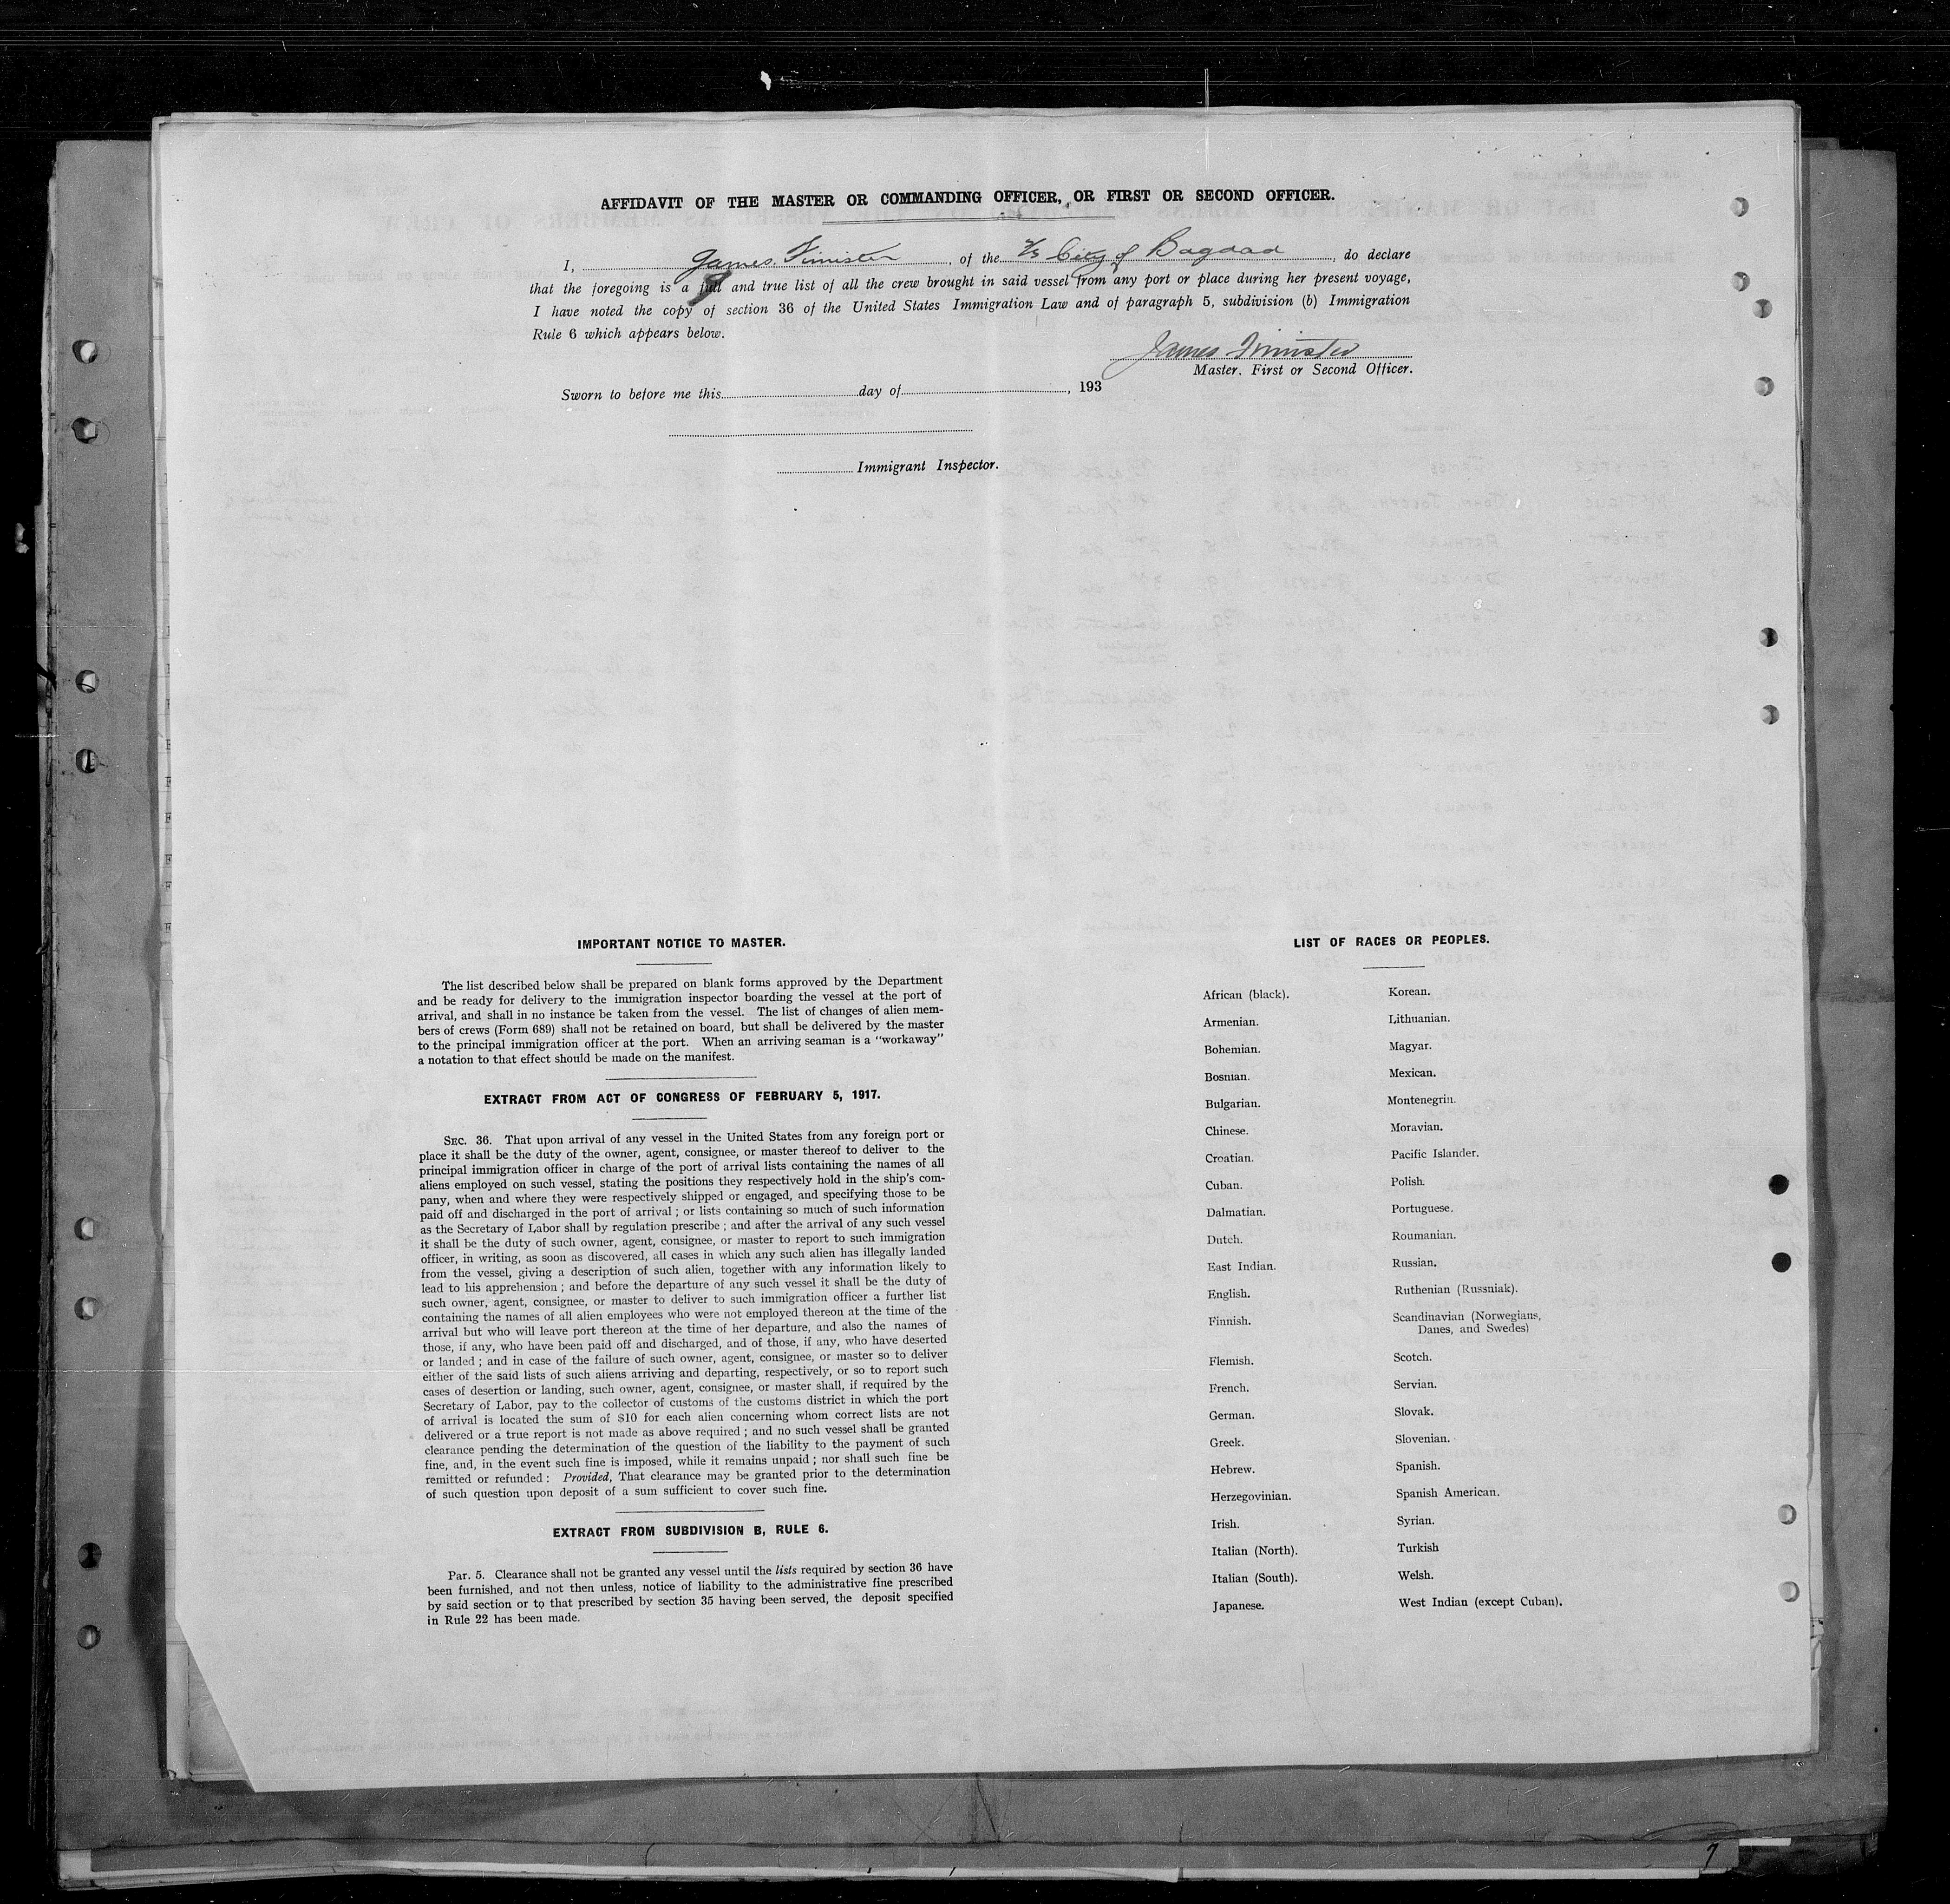 AFFIDAVIT OF THE MASTER OR COMMANDING OFFICER, OR FIRST OR SECOND OFFICER.
I, James , of the S/S City of Bagdad , do declare
that the foregoing is a full and true list of all the crew brought in said vessel from any port or place during her present voyage,
I have noted the copy of section 36 of the United States Immigration Law and of paragraph 5, subdivision (b) Immigration
Rule 6 which appears below.
James
Master, First or Second Officer.
Sworn to before me this day of , 193
Immigrant Inspector.
IMPORTANT NOTICE TO MASTER.
The list described below shall be prepared on blank forms approved by the Department
and be ready for delivery to the immigration inspector boarding the vessel at the port of
arrival, and shall in no instance be taken from the vessel. The list of changes of alien mem-
bers of crews (Form 689) shall not be retained on board, but shall be delivered by the master
to the principal immigration officer at the port. When an arriving seaman is a "workaway"
a notation to that effect should be made on the manifest.
EXTRACT FROM ACT OF CONGRESS OF FEBRUARY 5, 1917.
SEC. 36. That upon arrival of any vessel in the United States from any foreign port or
place it shall be the duty of the owner, agent, consignee, or master thereof to deliver to the
principal immigration officer in charge of the port of arrival lists containing the names of all
aliens employed on such vessel, stating the positions they respectively hold in the ship's com-
pany, when and where they were respectively shipped or engaged, and specifying those to be
paid off and discharged in the port of arrival ; or lists containing so much of such information
as the Secretary of Labor shall by regulation prescribe ; and after the arrival of any such vessel
it shall be the duty of such owner, agent, consignee, or master to report to such immigration
officer, in writing, as soon as discovered, all cases in which any such alien has illegally landed
from the vessel, giving a description of such alien, together with any information likely to
lead to his apprehension ; and before the departure of any such vessel it shall be the duty of
such owner, agent, consignee, or master to deliver to such immigration officer a further list
containing the names of all alien employees who were not employed thereon at the time of the
arrival but who will leave port thereon at the time of her departure, and also the names of
those, if any, who have been paid off and discharged, and of those, if any, who have deserted
or landed ; and in case of the failure of such owner, agent, consignee, or master so to deliver
either of the said lists of such aliens arriving and departing, respectively, or so to report such
cases of desertion or landing, such owner, agent, consignee, or master shall, if required by the
Secretary of Labor, pay to the collector of customs of the customs district in which the port
of arrival is located the sum of $10 for each alien concerning whom correct lists are not
delivered or a true report is not made as above required ; and no such vessel shall be granted
clearance pending the determination of the question of the liability to the payment of such
fine, and, in the event such fine is imposed, while it remains unpaid ; nor shall such fine be
remitted or refunded : Provided, That clearance may be granted prior to the determination
of such question upon deposit of a sum sufficient to cover such fine.
EXTRACT FROM SUBDIVISION B, RULE 6.
Par. 5. Clearance shall not be granted any vessel until the lists required by section 36 have
been furnished, and not then unless, notice of liability to the administrative fine prescribed
by said section or to that prescribed by section 35 having been served, the deposit specified
in Rule 22 has been made.
LIST OF RACES OR PEOPLES.
African (black).
Armenian.
Bohemian.
Bosnian.
Bulgarian.
Chinese.
Croatian.
Cuban.
Dalmatian.
Dutch.
East Indian.
English.
Finnish.
Flemish.
French.
German.
Greek.
Hebrew.
Herzegovinian.
Irish.
Italian (North).
Italian (South).
Japanese.
Korean.
Lithuanian.
Magyar.
Mexican.
Montenegrin.
Moravian.
Pacific Islander.
Polish.
Portuguese.
Roumanian.
Russian.
Ruthenian (Russniak).
Scandinavian (Norwegians,
Danes, and Swedes)
Scotch.
Servian.
Slovak.
Slovenian.
Spanish.
Spanish American.
Syrian.
Turkish
Welsh.
West Indian (except Cuban).
7